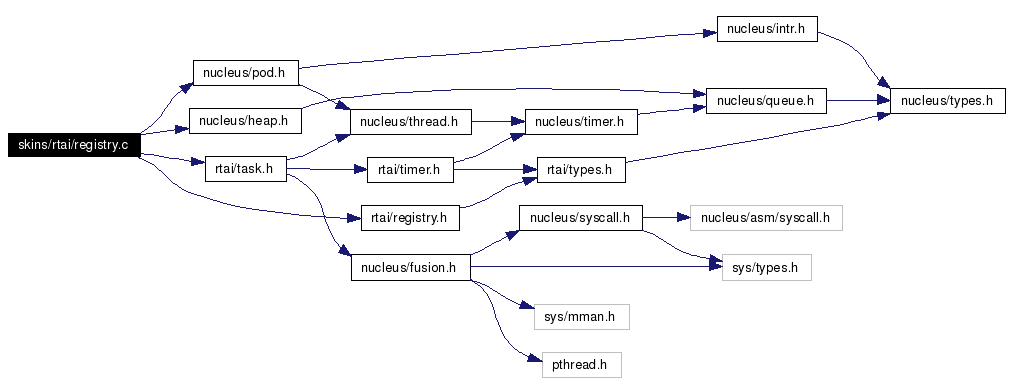 nucleus/intr.h
nucleus/pod.h
nucleus/heap.h
nucleus/queue.h
nucleus/types.h
nucleus/thread.h
nucleus/timer.h
skins/rtai/registry.c
rtai/task.h
rtai/timer.h
rtai/types.h
rtai/registry.h
nucleus/syscall.h
nucleus/asm/syscall.h
nucleus/fusion.h
sys/types.h
sys/mman.h
pthread.h